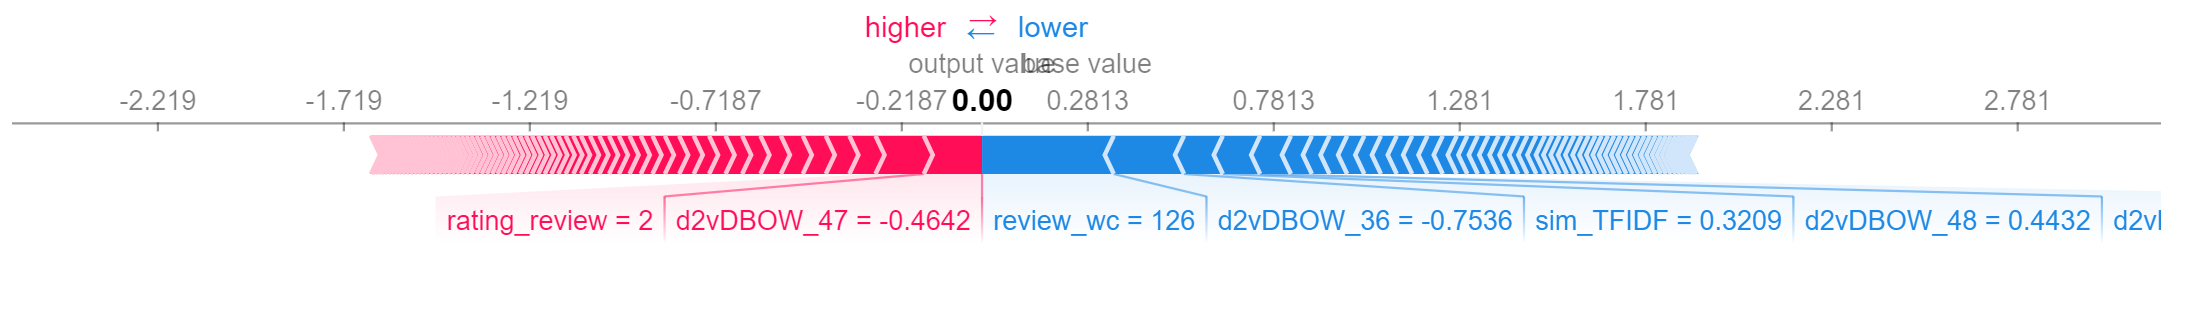 higher ⇄ lower
output value base value
-2.219 -1.719 -1.219 -0.7187 -0.2187 0.00 0.2813 0.7813 1.281 1.781 2.281 2.781
rating_review = 2 d2vDBOW_47 = -0.4642 review_wc = 126 d2vDBOW_36 = -0.7536 sim_TFIDF = 0.3209 d2vDBOW_48 = 0.4432